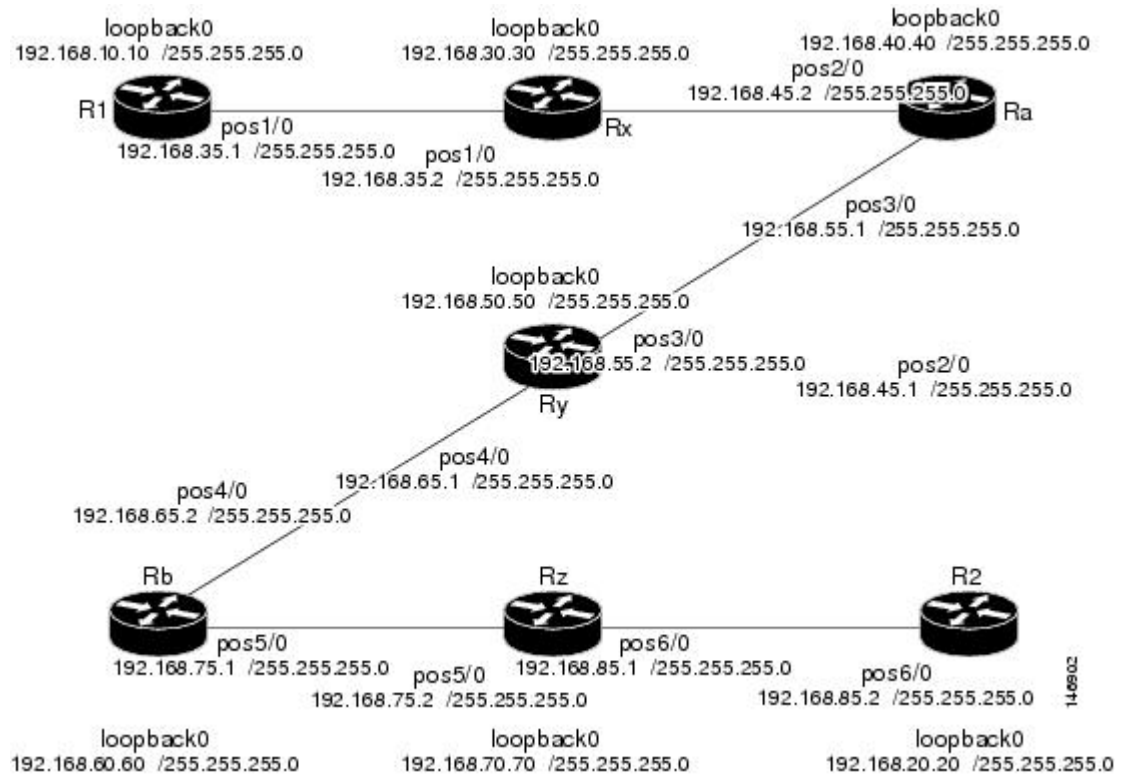 loopback0
192.168.10.10 /255.255.255.0
loopback0
192.168.30.30 /255.255.255.0
loopback0
192.168.40.40 /255.255.255.0
pos2/0
192.168.45.2 /255.255.255.0
R1
Rx
Ra
pos1/0
192.168.35.1 /255.255.255.0
pos1/0
192.168.35.2 /255.255.255.0
pos3/0
192.168.55.1 /255.255.255.0
loopback0
192.168.50.50 /255.255.255.0
pos3/0
192.168.55.2 /255.255.255.0
pos2/0
192.168.45.1 /255.255.255.0
Ry
pos4/0
192.168.65.1 /255.255.255.0
pos4/0
192.168.65.2 /255.255.255.0
Rb
Rz
R2
pos5/0
192.168.75.1 /255.255.255.0
pos5/0
192.168.75.2 /255.255.255.0
pos6/0
192.168.85.1 /255.255.255.0
pos6/0
192.168.85.2 /255.255.255.0
146902
loopback0
192.168.60.60 /255.255.255.0
loopback0
192.168.70.70 /255.255.255.0
loopback0
192.168.20.20 /255.255.255.0